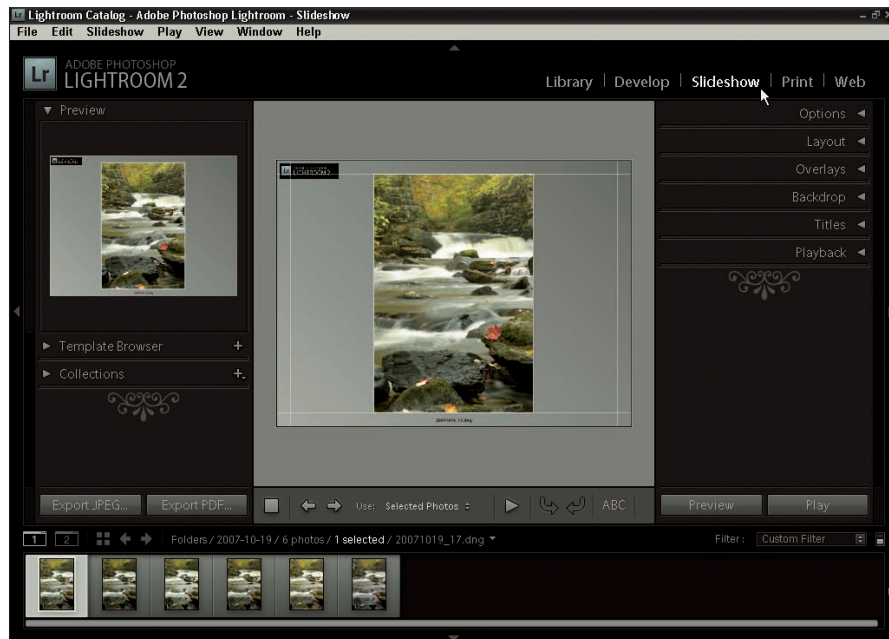 Lightroom Catalog - Adobe Photoshop Lightroom - Slideshow
File Edit Slideshow Play View Window Help
Lr ADOBE PHOTOSHOP
LIGHTROOM 2
Library | Develop | Slideshow | Print | Web
Preview
Options
Layout
Overlays
Backdrop
Titles
Playback
Lr LIGHTROOM 2
Template Browser +
Collections +
Export JPEG... Export PDF... Use: Selected Photos ABC Preview Play
1 2 Folders / 2007-10-19 / 6 photos / 1 selected / 20071019_17.dng Filter : Custom Filter